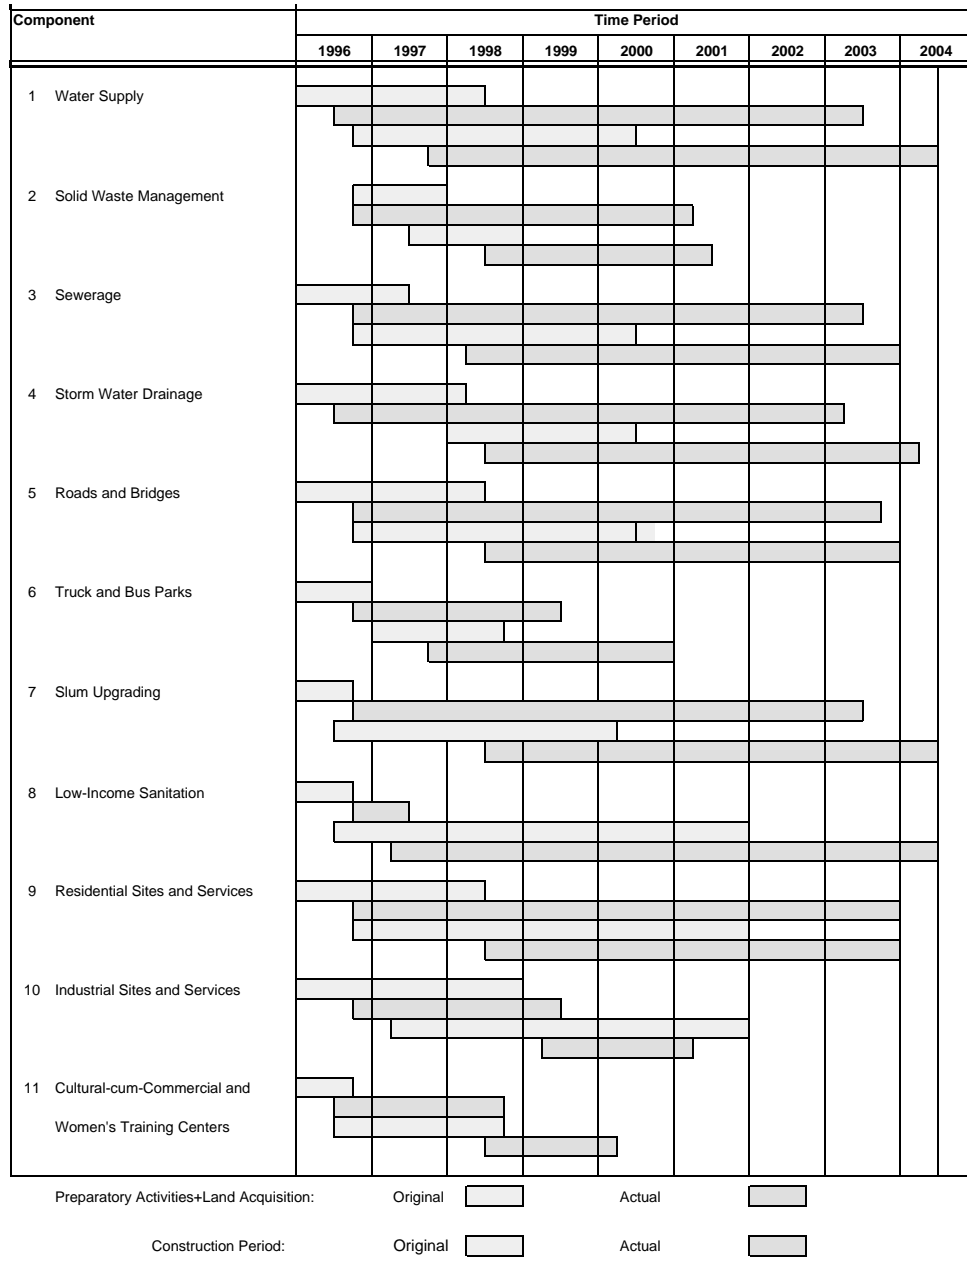 Component Time Period
1996 1997 1998 1999 2000 2001 2002 2003 2004
1 Water Supply
2 Solid Waste Management
3 Sewerage
4 Storm Water Drainage
5 Roads and Bridges
6 Truck and Bus Parks
7 Slum Upgrading
8 Low-Income Sanitation
9 Residential Sites and Services
10 Industrial Sites and Services
11 Cultural-cum-Commercial and
Women's Training Centers
Preparatory Activities+Land Acquisition: Original Actual
Construction Period: Original Actual